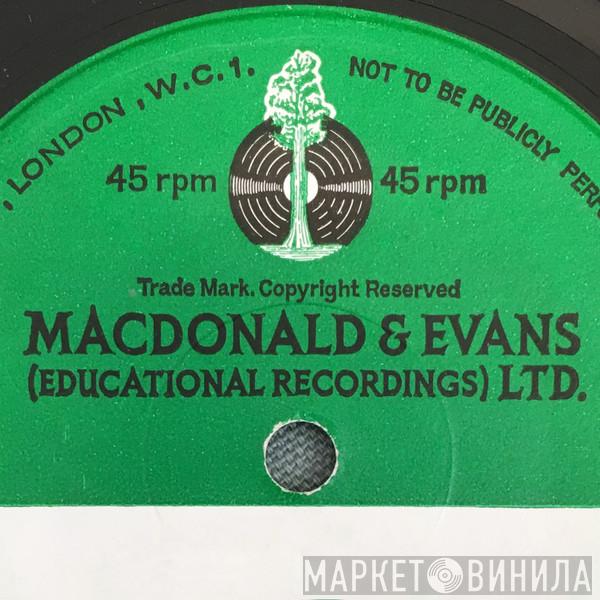 , LONDON , W.C.1.
NOT TO BE PUBLICLY
45 rpm
45 rpm
Trade Mark. Copyright Reserved
MACDONALD & EVANS
(EDUCATIONAL RECORDINGS) LTD.
МАРКЕТ ВИНИЛА